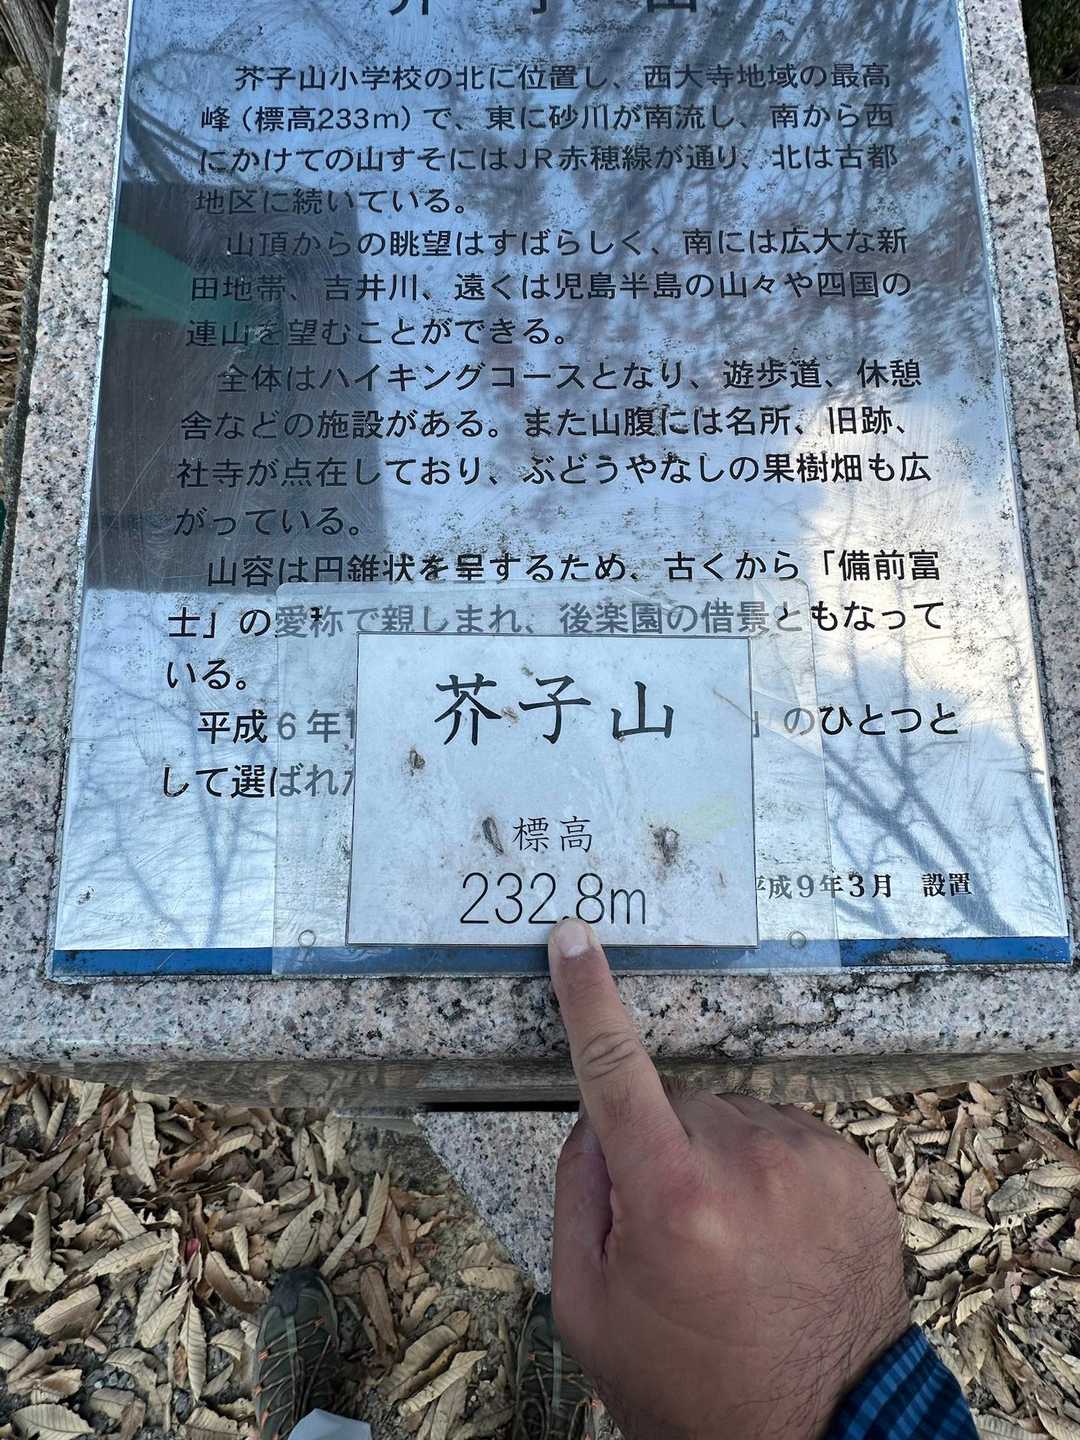 芥子山
芥子山小学校の北に位置し、西大寺地域の最高
峰（標高233m）で、東に砂川が南流し、南から西
にかけての山すそにはJR赤穂線が通り、北は古都
地区に続いている。
山頂からの眺望はすばらしく、南には広大な新
田地帯、吉井川、遠くは児島半島の山々や四国の
連山を望むことができる。
全体はハイキングコースとなり、遊歩道、休憩
舎などの施設がある。また山腹には名所、旧跡、
社寺が点在しており、ぶどうやなしの果樹畑も広
がっている。
山容は円錐状を呈するため、古くから「備前富
士」の愛称で親しまれ、後楽園の借景ともなって
いる。
平成6年1 」のひとつと
して選ばれた
平成9年3月 設置
芥子山
標高
232.8m